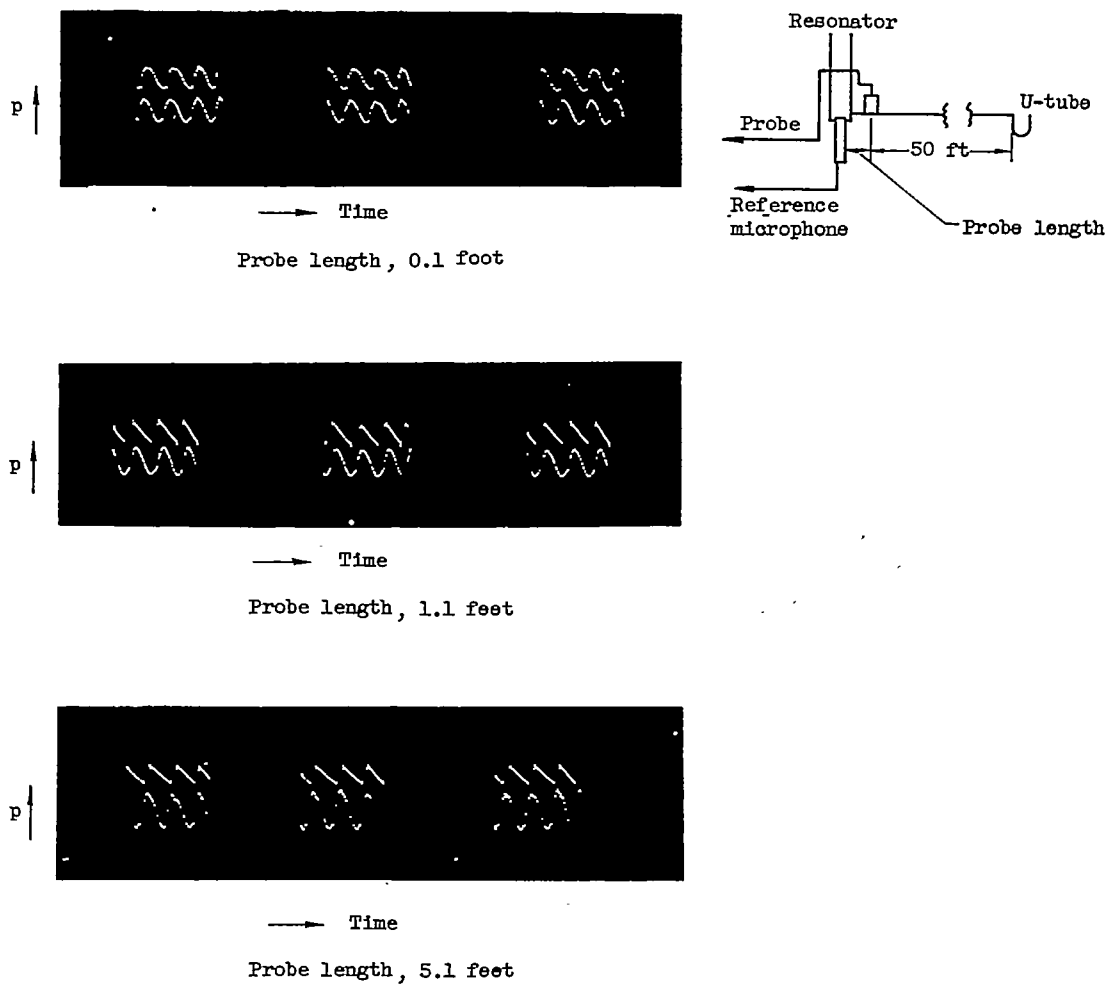 p
Time
Probe length, 0.1 foot
Resonator
U-tube
Probe
50 ft
Reference
microphone
Probe length
p
Time
Probe length, 1.1 feet
p
Time
Probe length, 5.1 feet